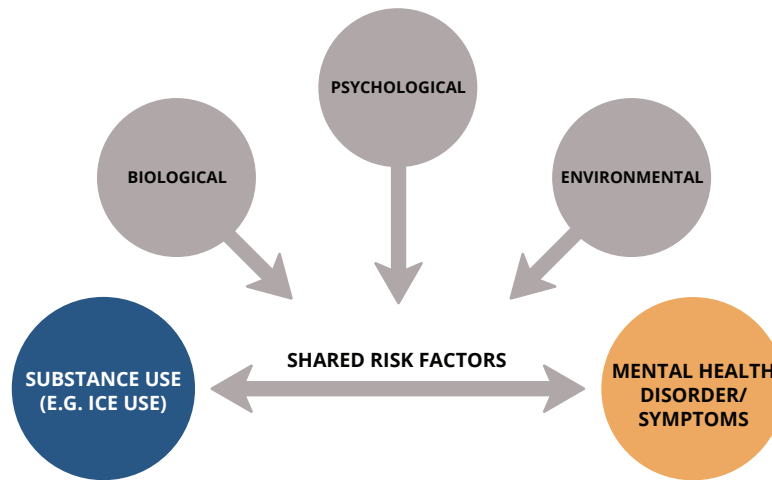 PSYCHOLOGICAL
BIOLOGICAL
ENVIRONMENTAL
SHARED RISK FACTORS
SUBSTANCE USE
(E.G. ICE USE)
MENTAL HEALTH
DISORDER/
SYMPTOMS